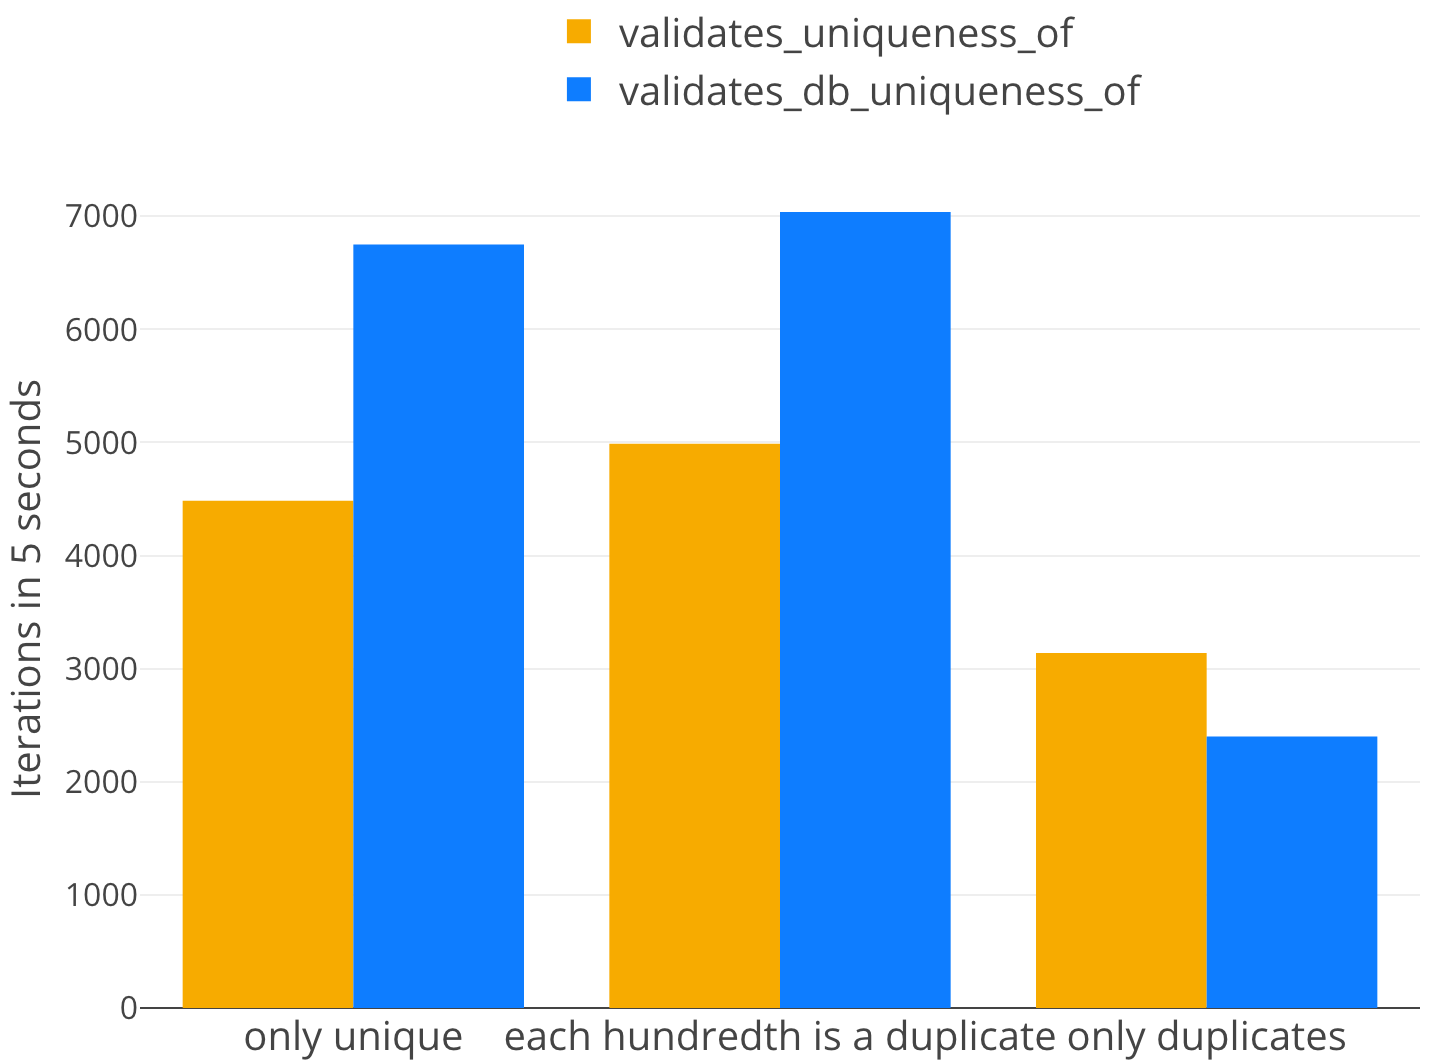 validates_uniqueness_of
validates_db_uniqueness_of
Iterations in 5 seconds
7000
6000
5000
4000
3000
2000
1000
0
only unique
each hundredth is a duplicate
only duplicates